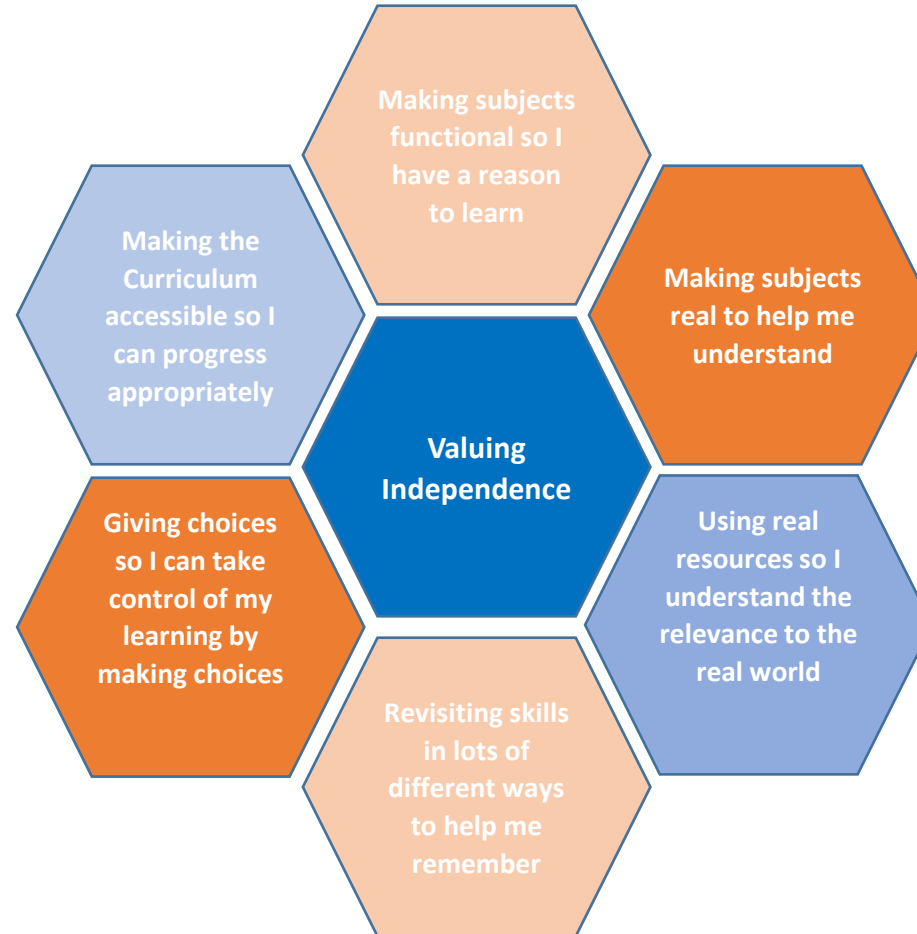 Making subjects
functional so I
have a reason
to learn
Making the
Curriculum
accessible so I
can progress
appropriately
Making subjects
real to help me
understand
Valuing
Independence
Giving choices
so I can take
control of my
learning by
making choices
Using real
resources so I
understand the
relevance to the
real world
Revisiting skills
in lots of
different ways
to help me
remember